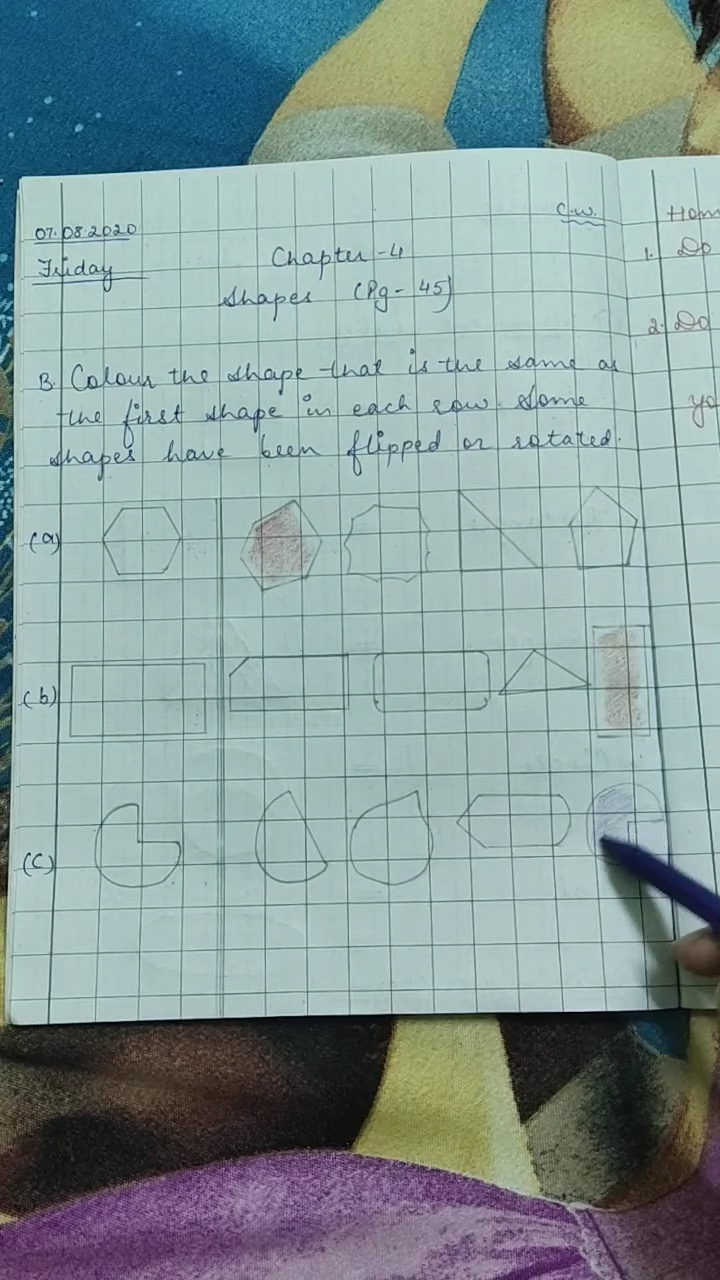 C.W.
07.08.2020
Friday
Chapter-4
Shapes (Pg-45)
B. Colour the shape that is the same as
the first shape in each row. Some
shapes have been flipped or rotated.
(a)
(b)
(c)
Hom
1. Do
2. Do
yo